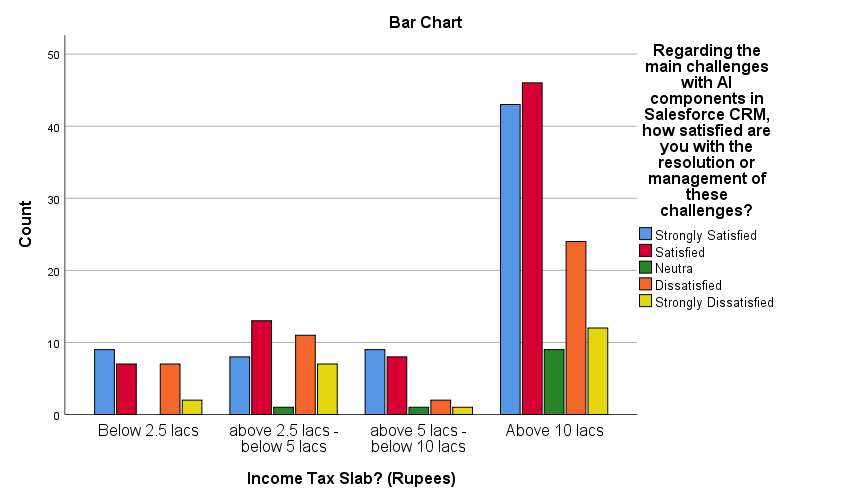 Bar Chart
50
40
30
20
10
0
Count
Below 2.5 lacs
above 2.5 lacs -
below 5 lacs
above 5 lacs -
below 10 lacs
Above 10 lacs
Income Tax Slab? (Rupees)
Regarding the
main challenges
with AI
components in
Salesforce CRM,
how satisfied are
you with the
resolution or
management of
these
challenges?
Strongly Satisfied
Satisfied
Neutra
Dissatisfied
Strongly Dissatisfied